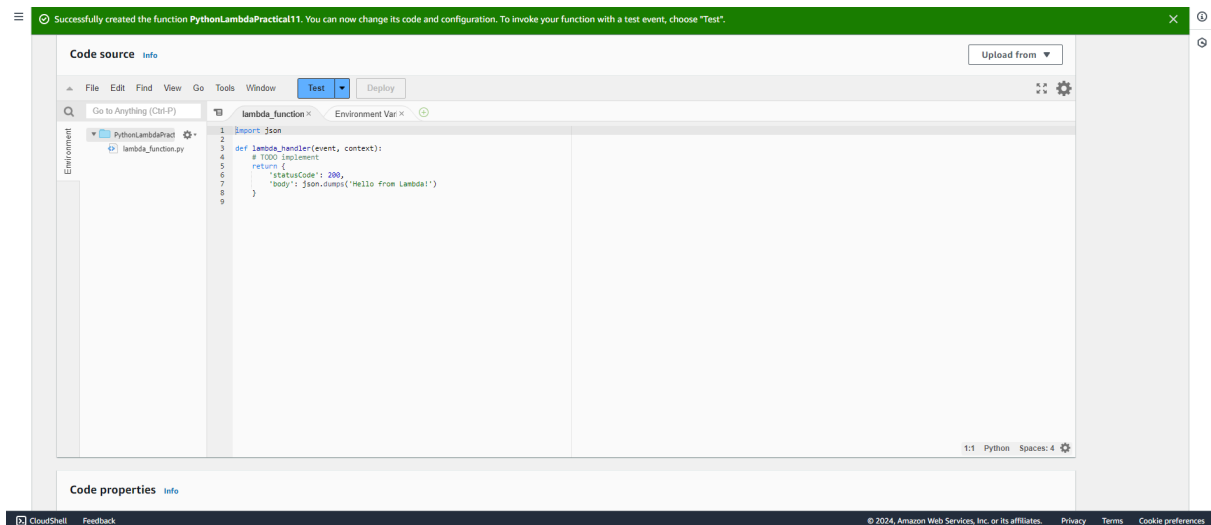 Successfully created the function PythonLambdaPractical11. You can now change its code and configuration. To invoke your function with a test event, choose "Test".
Code source Info
Upload from
File Edit Find View Go Tools Window Test Deploy
Go to Anything (Ctrl-P)
lambda_function Environment Var
Environment
PythonLambdaPract
lambda_function.py
1 import json
2
3 def lambda_handler(event, context):
4     # TODO implement
5     return {
6         'statusCode': 200,
7         'body': json.dumps('Hello from Lambda!')
8     }
9
1:1 Python Spaces: 4
Code properties Info
CloudShell Feedback © 2024, Amazon Web Services, Inc. or its affiliates. Privacy Terms Cookie preferences